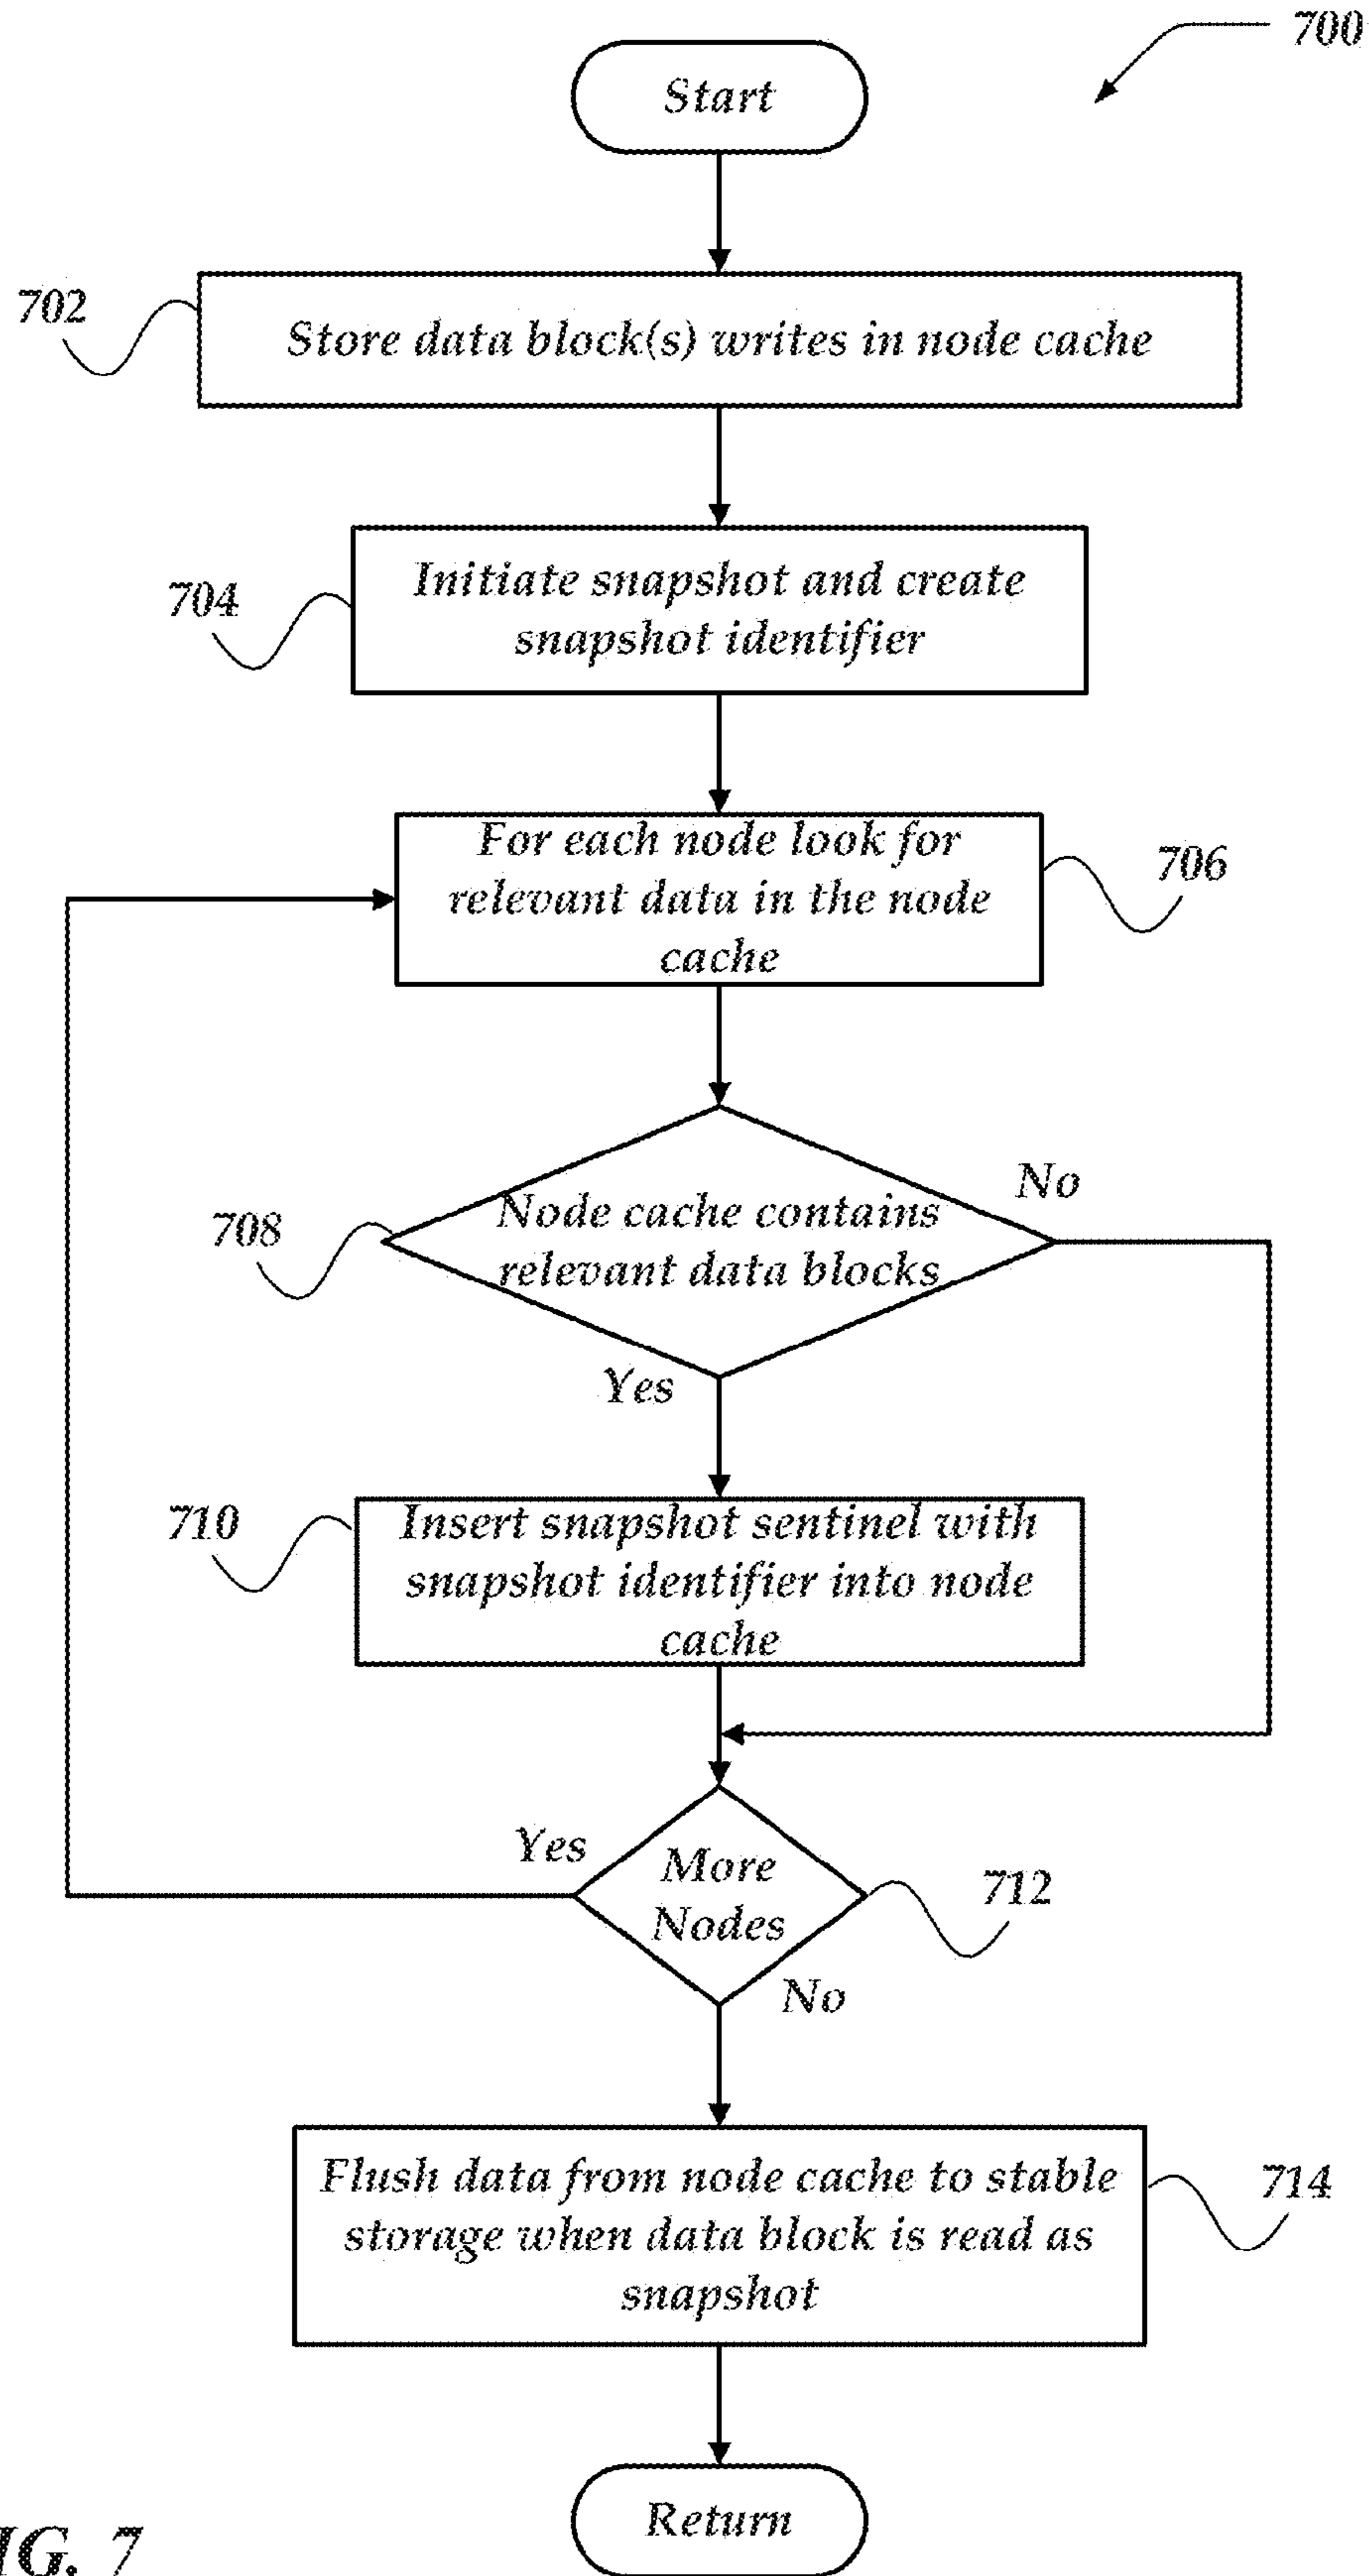 700
Start
702
Store data block(s) writes in node cache
704
Initiate snapshot and create
snapshot identifier
For each node look for
relevant data in the node
cache
706
No
708
Node cache contains
relevant data blocks
Yes
710
Insert snapshot sentinel with
snapshot identifier into node
cache
Yes
More
Nodes
712
No
Flush data from node cache to stable
storage when data block is read as
snapshot
714
Return
IG. 7